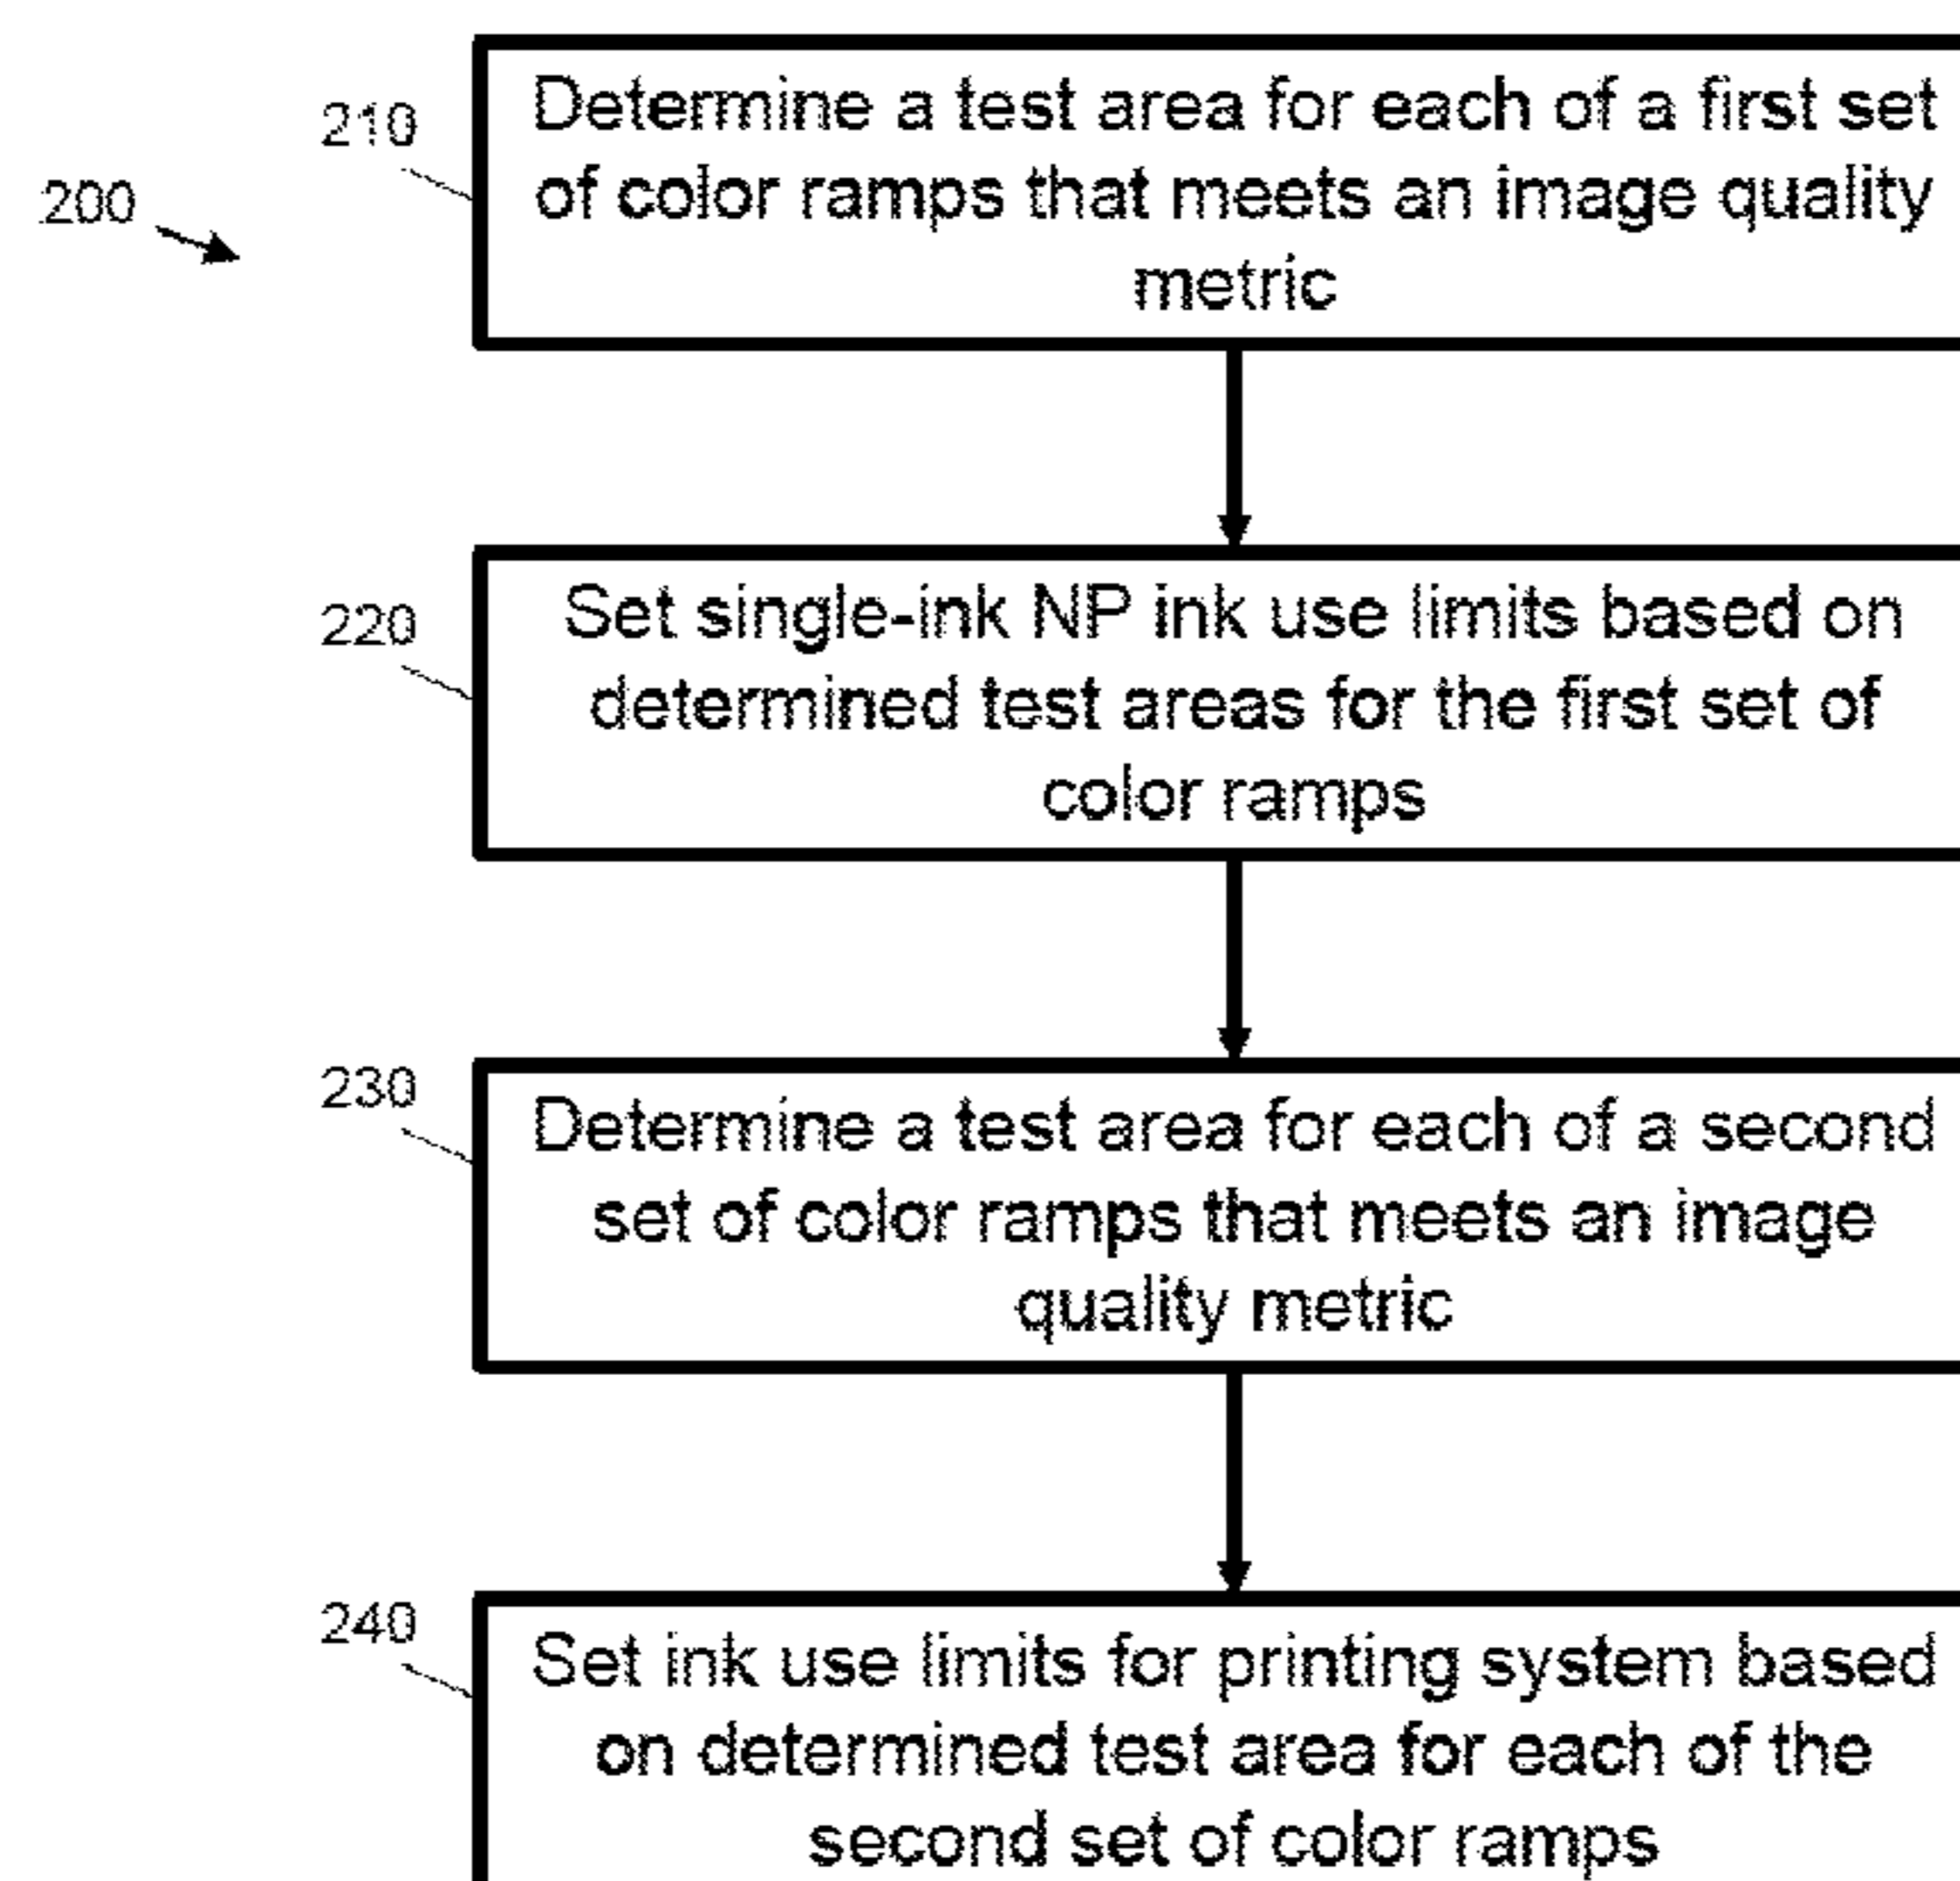 210
Determine a test area for each of a first set
of color ramps that meets an image quality
metric
200
220
Set single-ink NP ink use limits based on
determined test areas for the first set of
color ramps
230
Determine a test area for each of a second
set of color ramps that meets an image
quality metric
240
Set ink use limits for printing system based
on determined test area for each of the
second set of color ramps